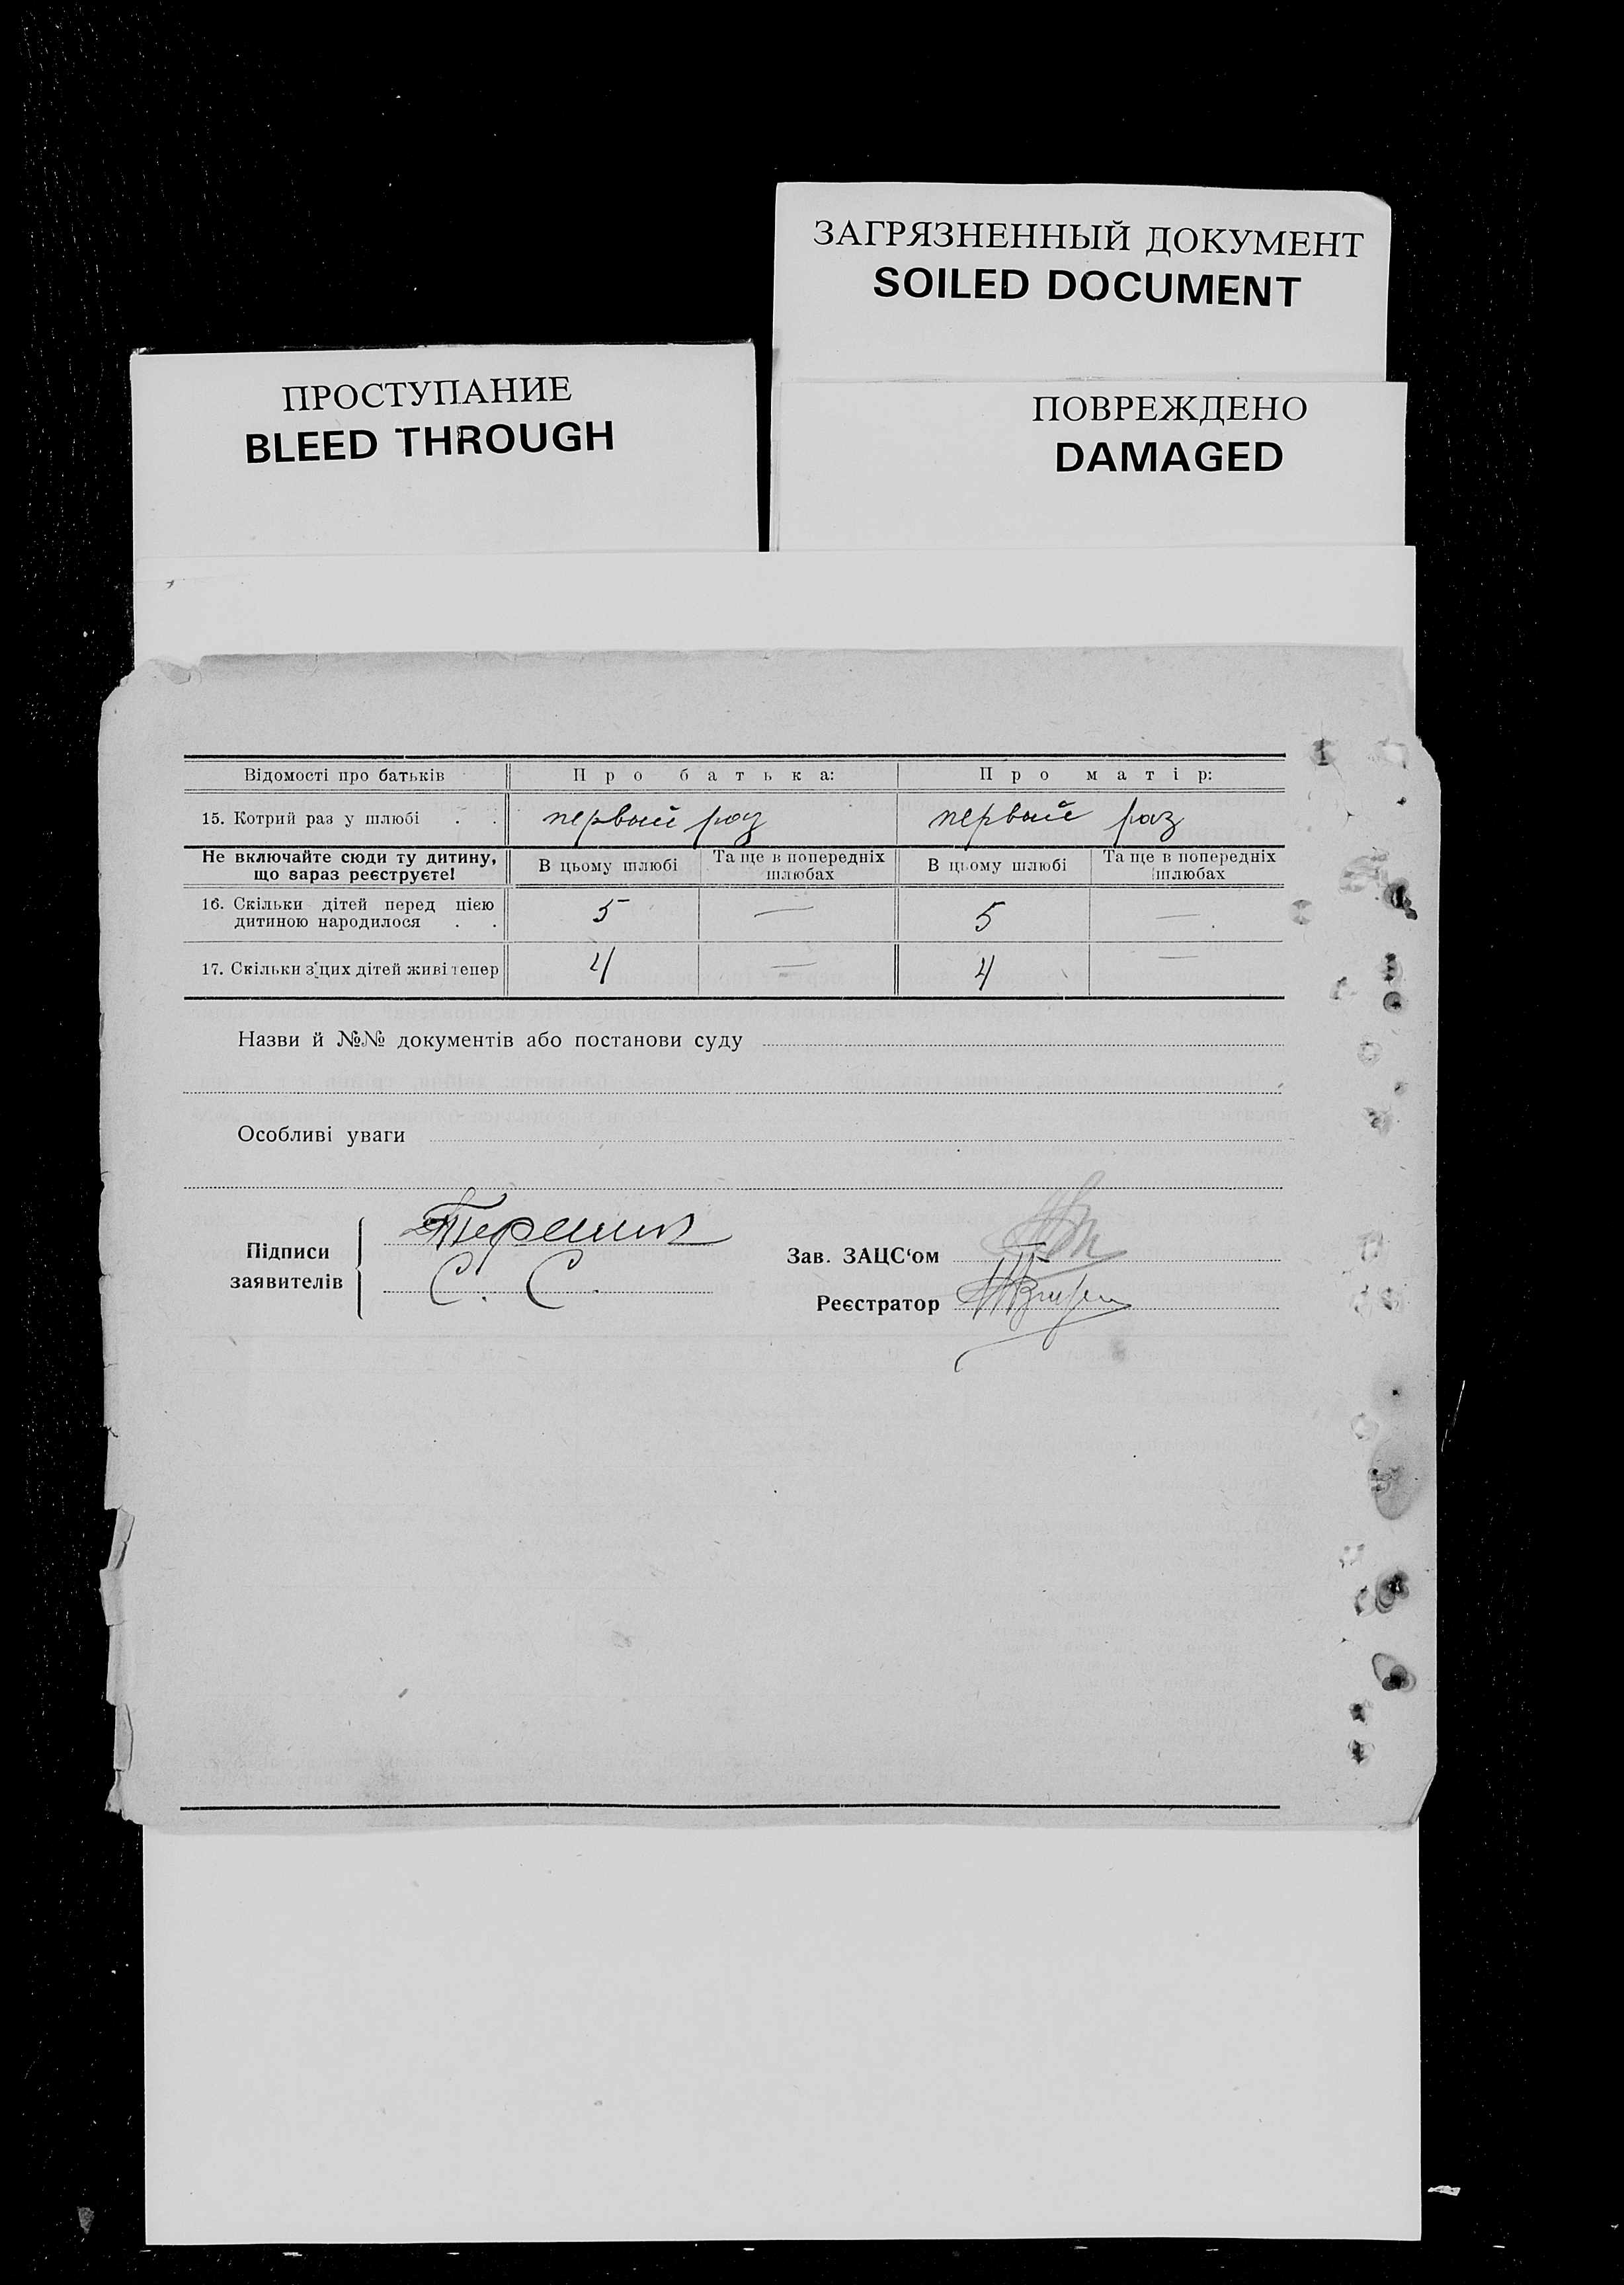 ЗАГРЯЗНЕННЫЙ ДОКУМЕНТ
SOILED DOCUMENT
ПРОСТУПАНИЕ
BLEED THROUGH
ПОВРЕЖДЕНО
DAMAGED
Відомості про батьків Про батька: Про матір:
15. Котрий раз у шлюбі . . первый раз первый раз
Не включайте сюди ту дитину, що зараз реєструєте! В цьому шлюбі Та ще в попередніх шлюбах В цьому шлюбі Та ще в попередніх шлюбах
16. Скільки дітей перед цією дитиною народилося . . 5 — 5 —
17. Скільки з цих дітей живі тепер 4 — 4 —
Назви й №№ документів або постанови суду
Особливі уваги
Підписи заявителів
С. С.
Зав. ЗАЦС‘ом
Реєстратор